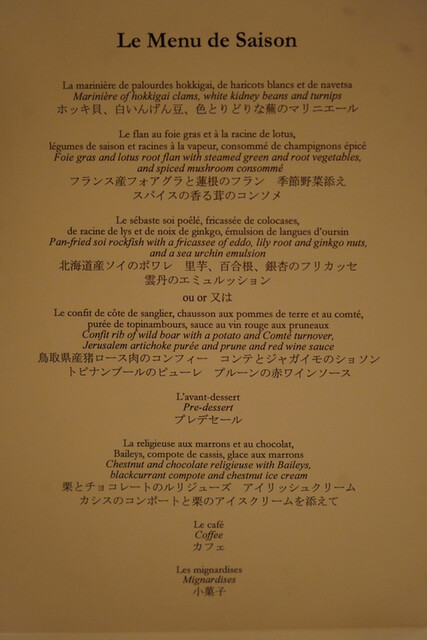 Le Menu de Saison
La marinière de palourdes hokkigai, de haricots blancs et de navetsa
Marinière of hokkigai clams, white kidney beans and turnips
ホッキ貝、白いんげん豆、色とりどりな蕪のマリニエール
Le flan au foie gras et à la racine de lotus,
légumes de saison et racines à la vapeur, consommé de champignons épicé
Foie gras and lotus root flan with steamed green and root vegetables,
and spiced mushroom consommé
フランス産フォアグラと蓮根のフラン　季節野菜添え
スパイスの香る茸のコンソメ
Le sébaste soi poêlé, fricassée de colocases,
de racine de lys et de noix de ginkgo, émulsion de langues d'oursin
Pan-fried soi rockfish with a fricassee of eddo, lily root and ginkgo nuts,
and a sea urchin emulsion
北海道産ソイのポワレ　里芋、百合根、銀杏のフリカッセ
雲丹のエミュルッション
ou or 又は
Le confit de côte de sanglier, chausson aux pommes de terre et au comté,
purée de topinambours, sauce au vin rouge aux pruneaux
Confit rib of wild boar with a potato and Comté turnover,
Jerusalem artichoke purée and prune and red wine sauce
鳥取県産猪ロース肉のコンフィー　コンテとジャガイモのショソン
トピナンブールのピューレ　プルーンの赤ワインソース
L'avant-dessert
Pre-dessert
プレデセール
La religieuse aux marrons et au chocolat,
Baileys, compote de cassis, glace aux marrons
Chestnut and chocolate religieuse with Baileys,
blackcurrant compote and chestnut ice cream
栗とチョコレートのルリジューズ　アイリッシュクリーム
カシスのコンポートと栗のアイスクリームを添えて
Le café
Coffee
カフェ
Les mignardises
Mignardises
小菓子